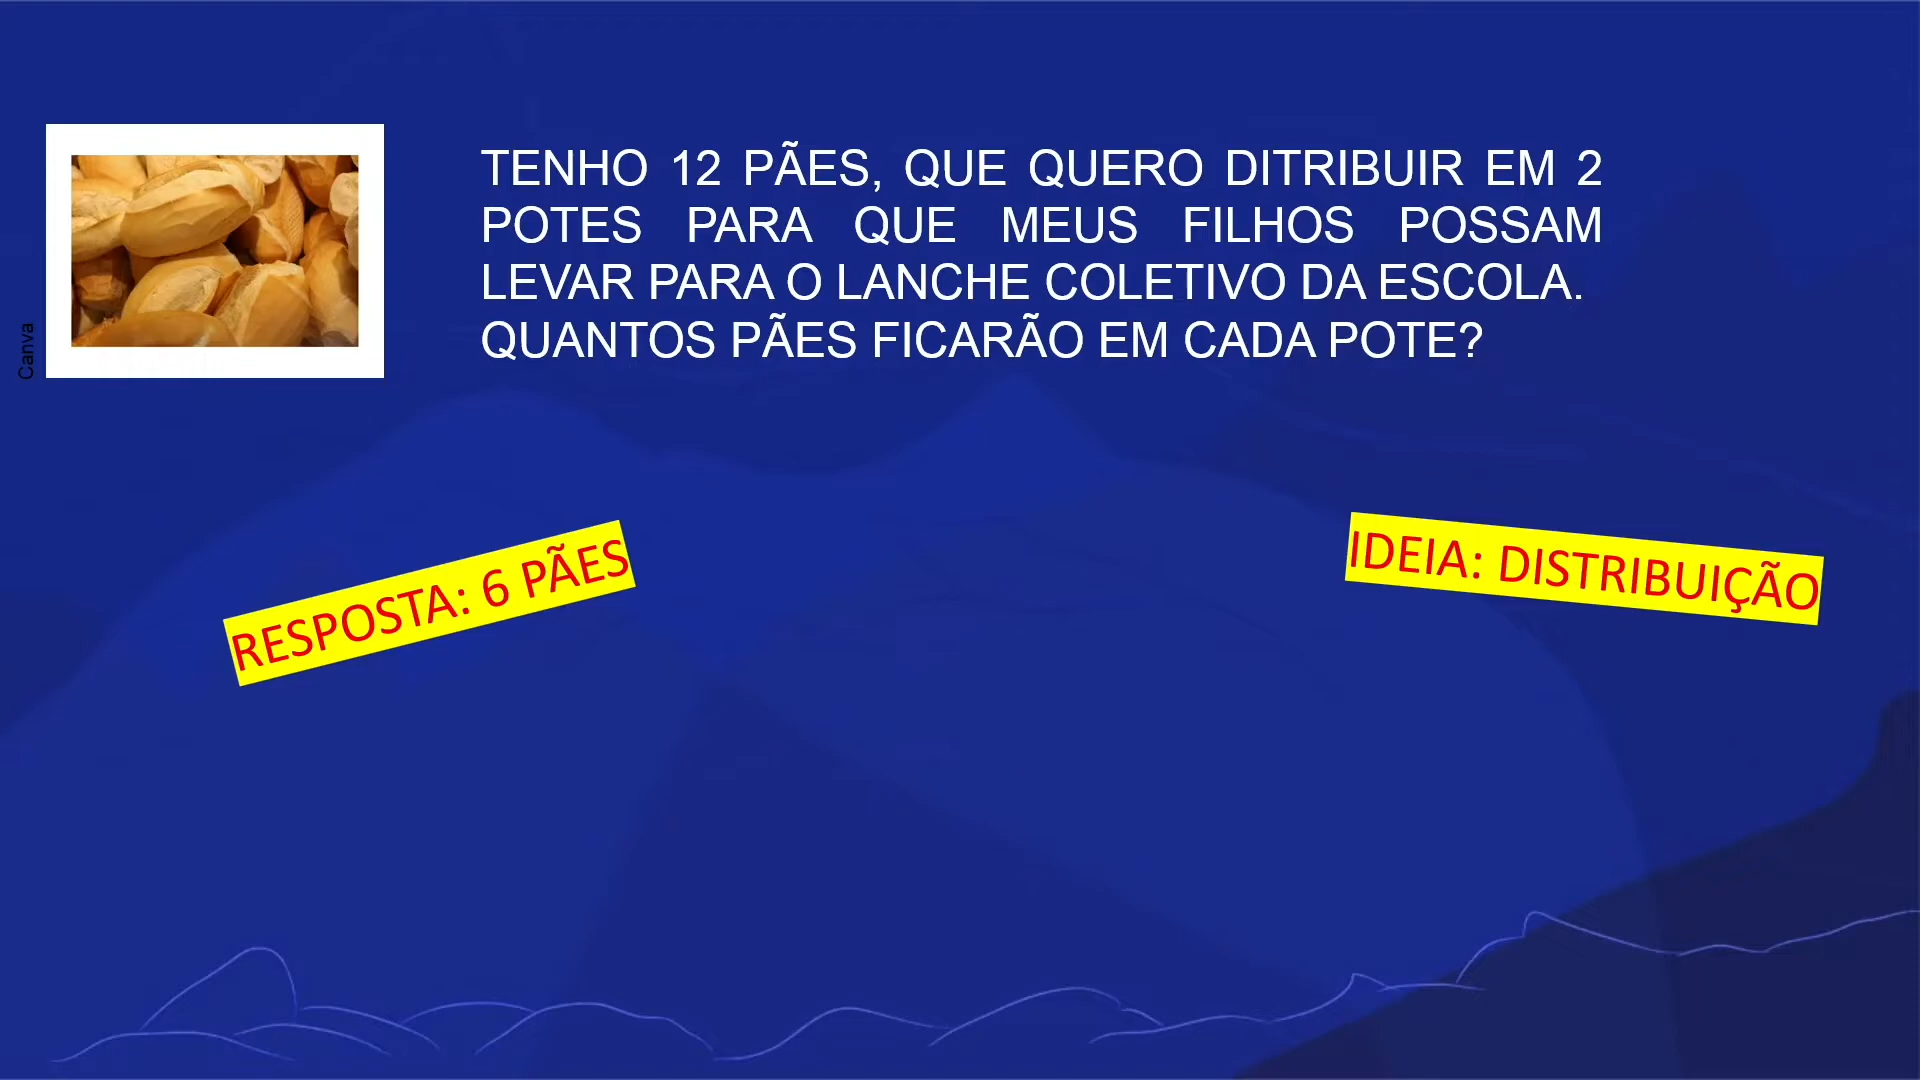 TENHO 12 PÃES, QUE QUERO DITRIBUIR EM 2
POTES PARA QUE MEUS FILHOS POSSAM
LEVAR PARA O LANCHE COLETIVO DA ESCOLA.
QUANTOS PÃES FICARÃO EM CADA POTE?
Canva
RESPOSTA: 6 PÃES
IDEIA: DISTRIBUIÇÃO